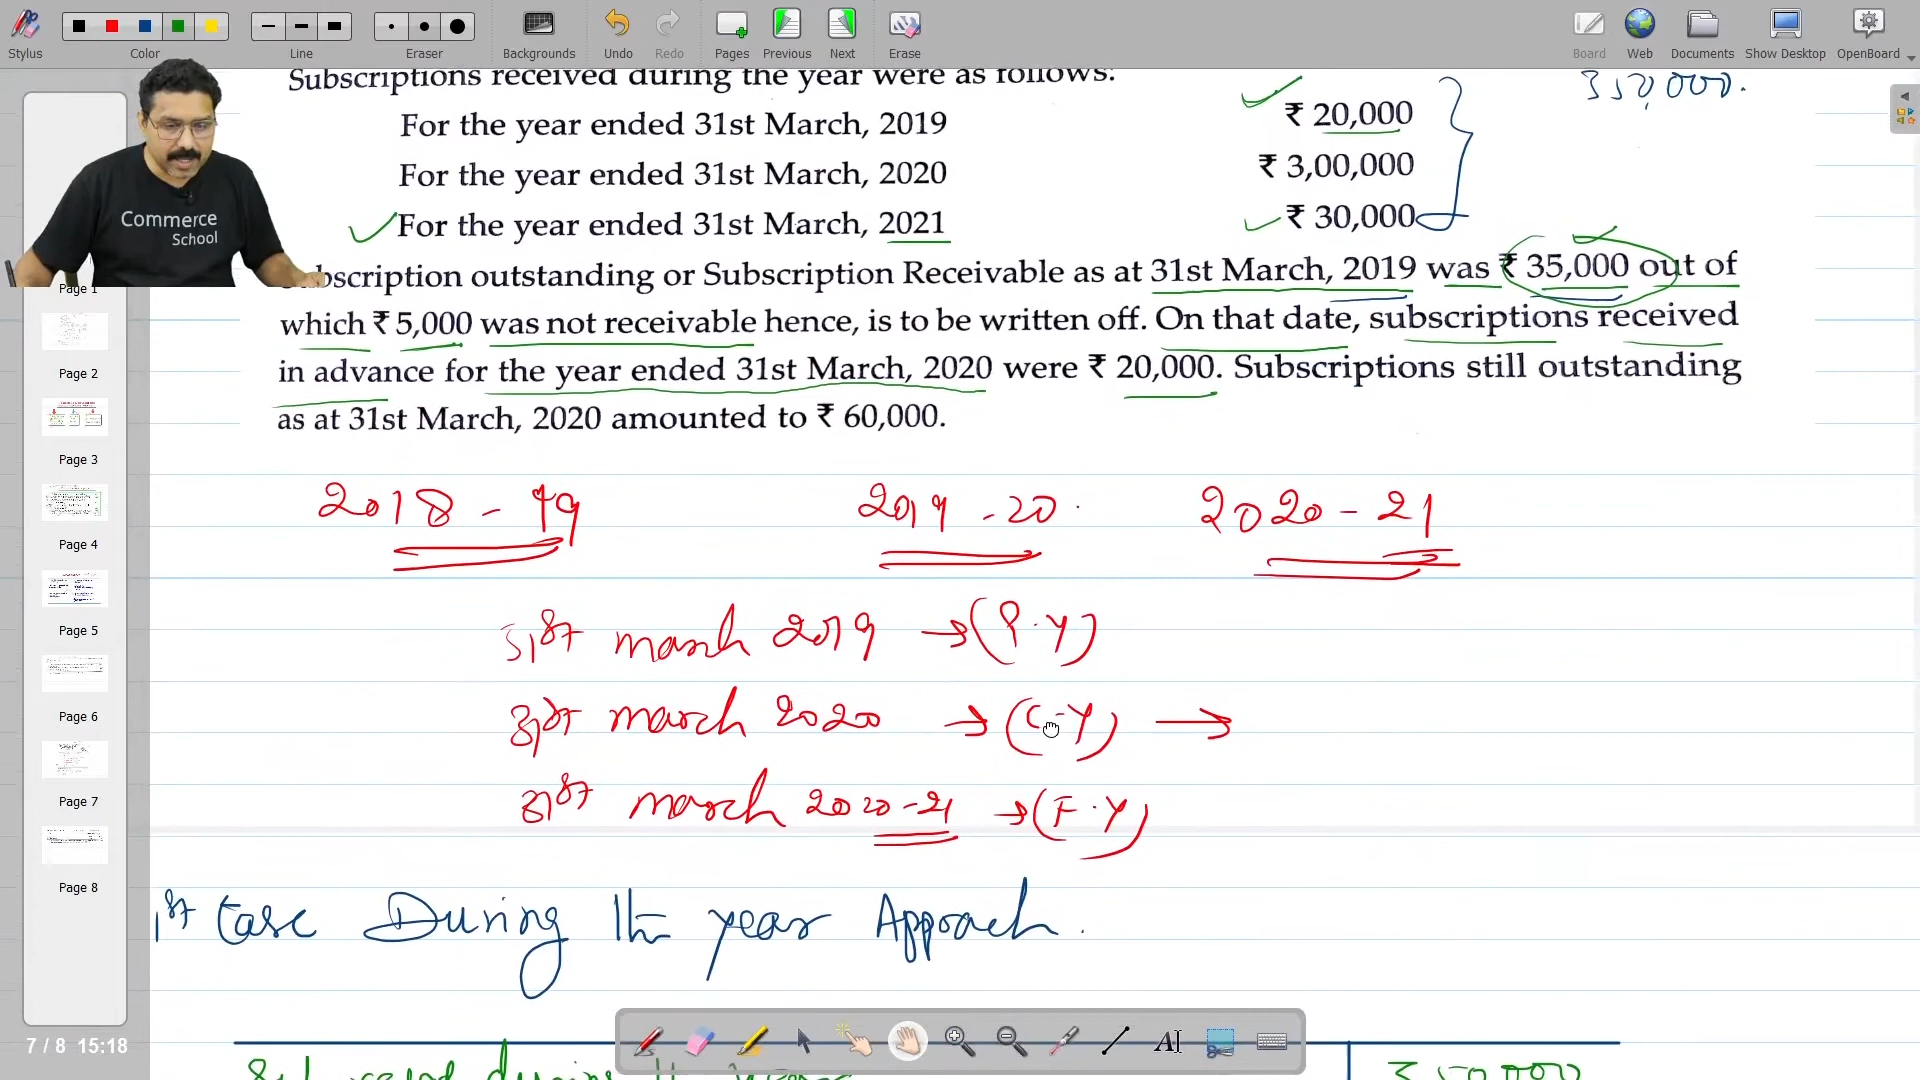 Stylus
Color
Line
Eraser
Backgrounds
Undo
Redo
Pages
Previous
Next
Erase
Board
Web
Documents
Show Desktop
OpenBoard
Subscriptions received during the year were as follows:
350,000.
For the year ended 31st March, 2019 ₹ 20,000
For the year ended 31st March, 2020 ₹ 3,00,000
For the year ended 31st March, 2021 ₹ 30,000
Commerce
School
bscription outstanding or Subscription Receivable as at 31st March, 2019 was ₹ 35,000 out of
which ₹ 5,000 was not receivable hence, is to be written off. On that date, subscriptions received
in advance for the year ended 31st March, 2020 were ₹ 20,000. Subscriptions still outstanding
as at 31st March, 2020 amounted to ₹ 60,000.
2018 - 19 2019 - 20. 2020 - 21
31st march 2019 → (P.Y)
31st march 2020 → (C.Y) →
31st march 2020-21 → (F.Y)
1st Case During the year Approach.
during the
350000
Page 1
Page 2
Page 3
Page 4
Page 5
Page 6
Page 7
Page 8
7 / 8 15:18
AI